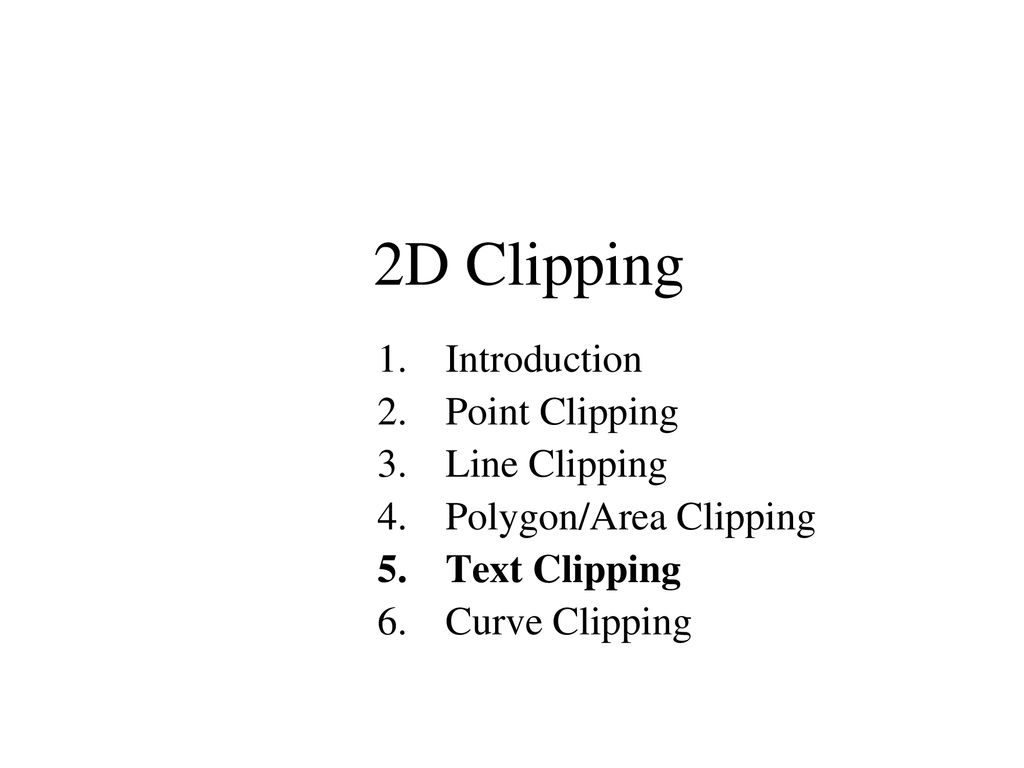 2D Clipping
1. Introduction
2. Point Clipping
3. Line Clipping
4. Polygon/Area Clipping
5. Text Clipping
6. Curve Clipping